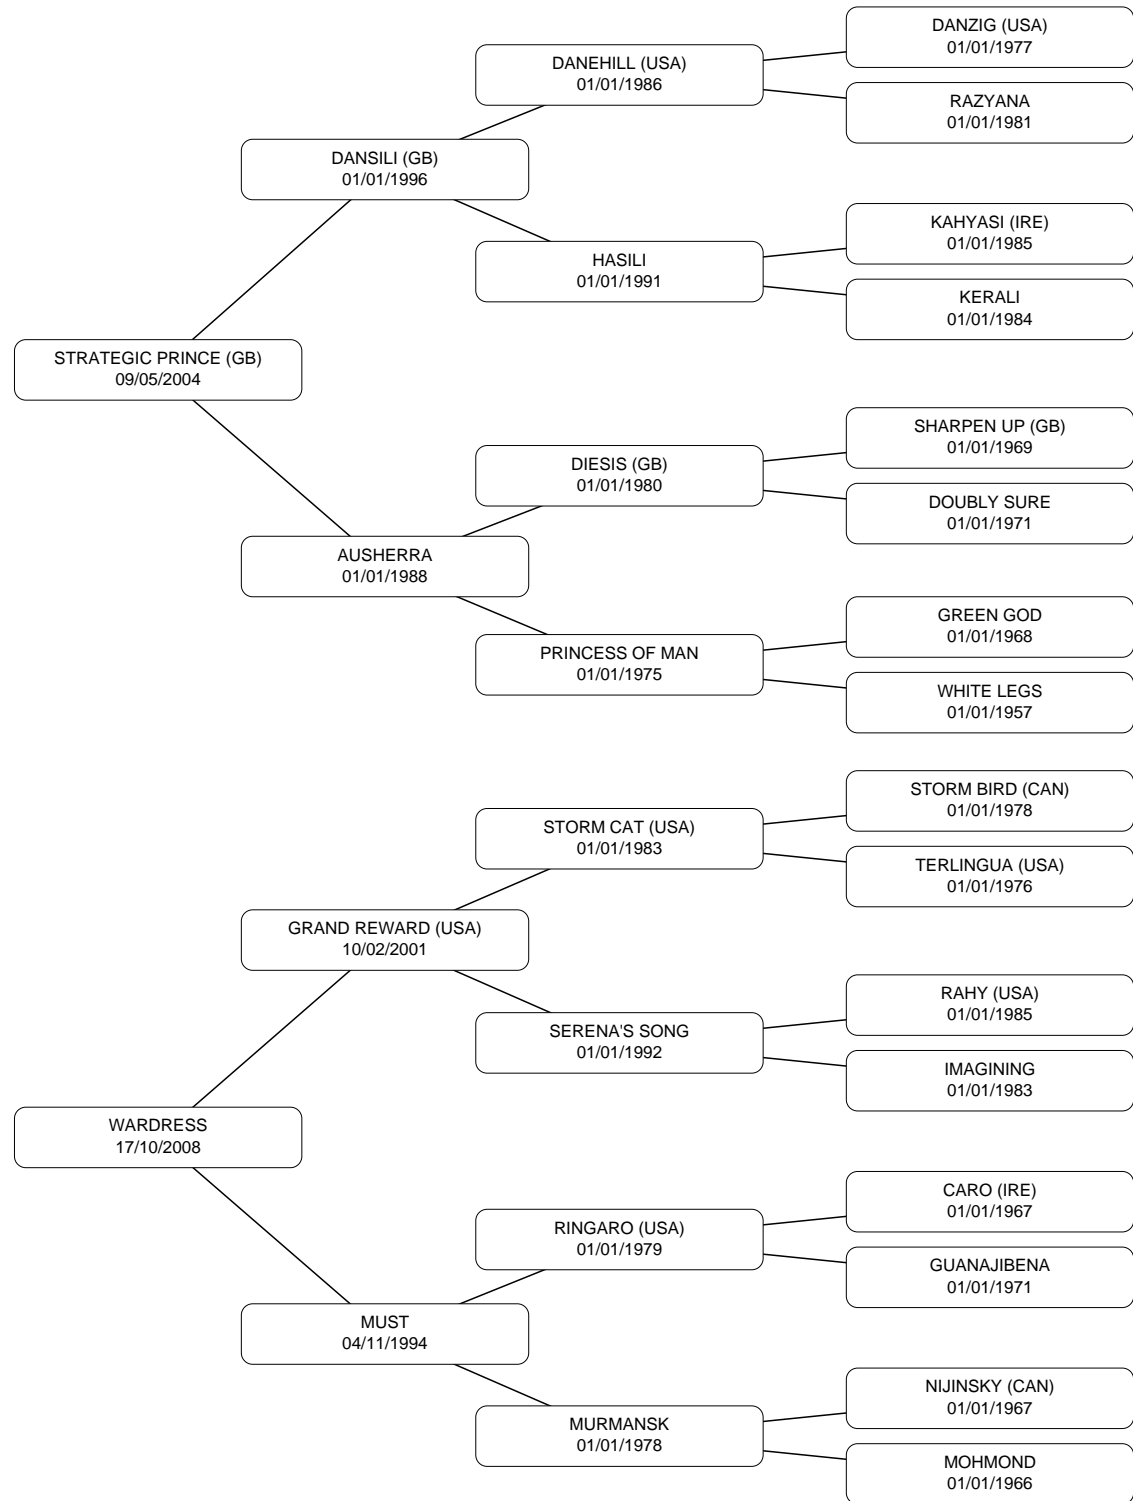 DANZIG (USA)
01/01/1977
DANEHILL (USA)
01/01/1986
RAZYANA
01/01/1981
DANSILI (GB)
01/01/1996
KAHYASI (IRE)
01/01/1985
HASILI
01/01/1991
KERALI
01/01/1984
STRATEGIC PRINCE (GB)
09/05/2004
SHARPEN UP (GB)
01/01/1969
DIESIS (GB)
01/01/1980
DOUBLY SURE
01/01/1971
AUSHERRA
01/01/1988
GREEN GOD
01/01/1968
PRINCESS OF MAN
01/01/1975
WHITE LEGS
01/01/1957
STORM BIRD (CAN)
01/01/1978
STORM CAT (USA)
01/01/1983
TERLINGUA (USA)
01/01/1976
GRAND REWARD (USA)
10/02/2001
RAHY (USA)
01/01/1985
SERENA'S SONG
01/01/1992
IMAGINING
01/01/1983
WARDRESS
17/10/2008
CARO (IRE)
01/01/1967
RINGARO (USA)
01/01/1979
GUANAJIBENA
01/01/1971
MUST
04/11/1994
NIJINSKY (CAN)
01/01/1967
MURMANSK
01/01/1978
MOHMOND
01/01/1966